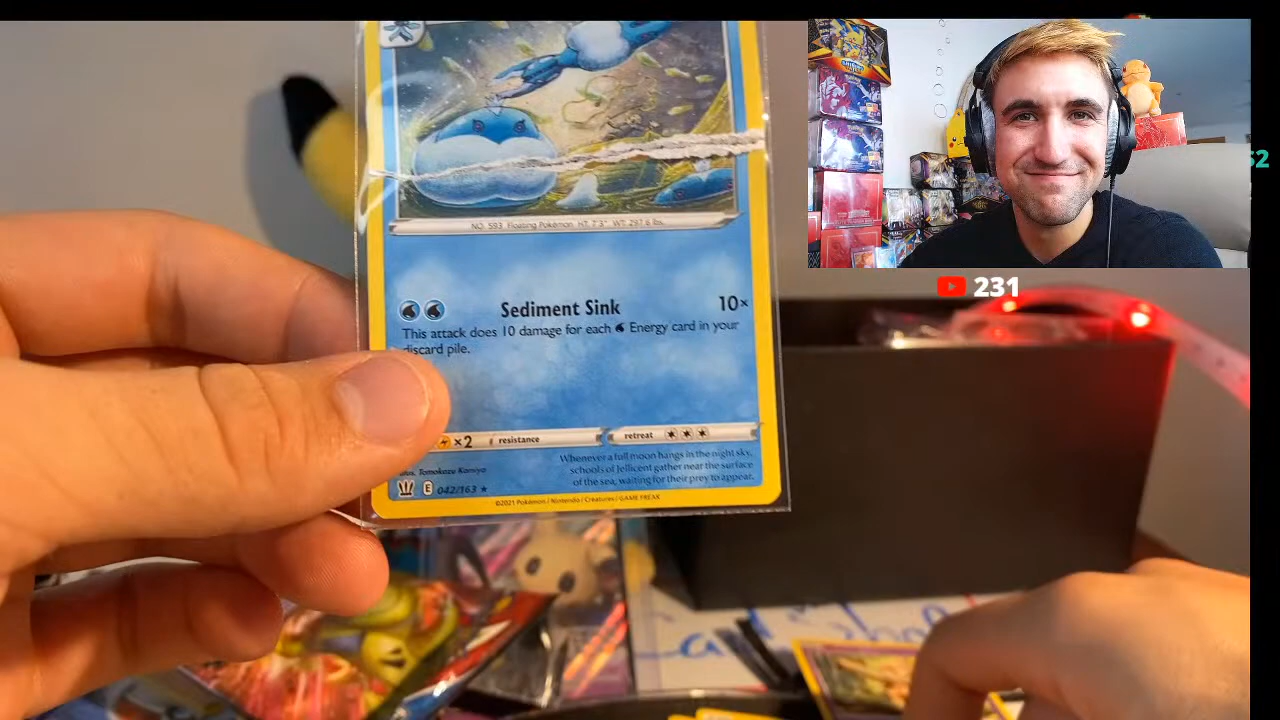 NO. 593 Floating Pokémon HT: 7'3" WT: 297.6 lbs.
Sediment Sink 10×
This attack does 10 damage for each Energy card in your
discard pile.
×2 resistance retreat
Whenever a full moon hangs in the night sky,
schools of Jellicent gather near the surface
of the sea, waiting for their prey to appear.
Tomokazu Komiya
E 042/163 ★
©2021 Pokémon / Nintendo / Creatures / GAME FREAK
231
52